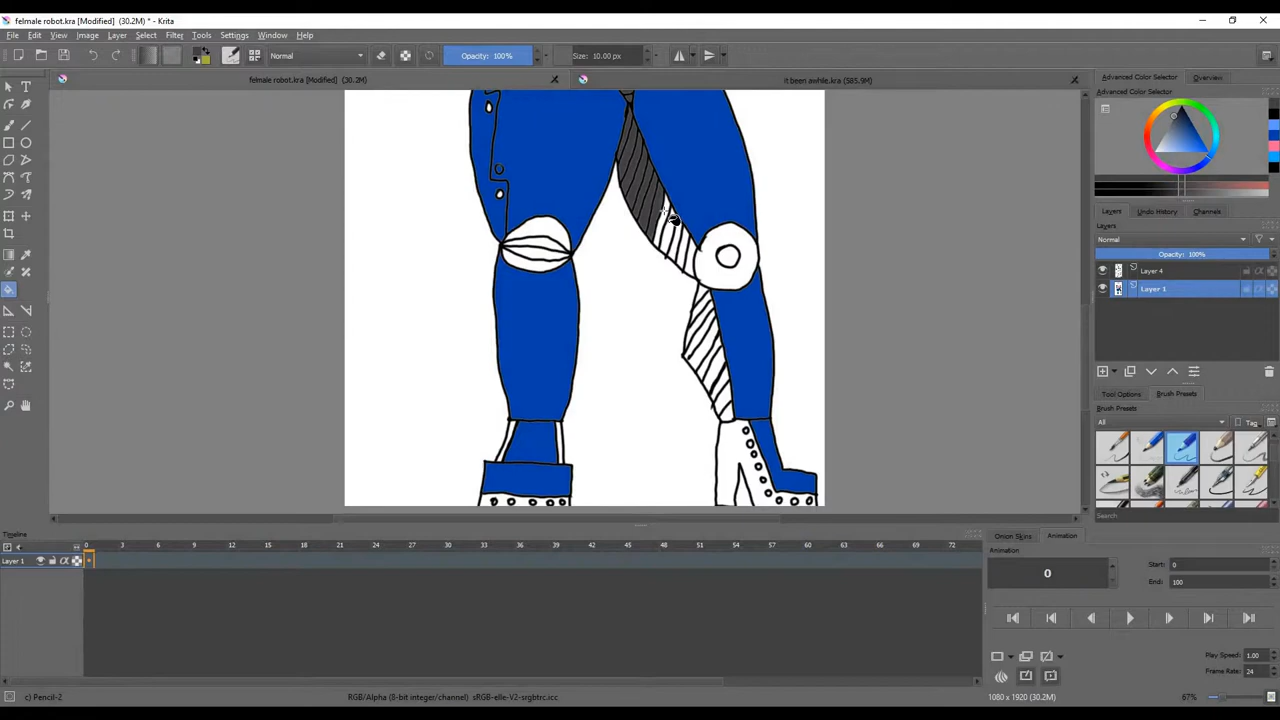 felmale robot.kra [Modified] (30.2M) * - Krita
File Edit View Image Layer Select Filter Tools Settings Window Help
Normal Opacity: 100% Size: 10.00 px
felmale robot.kra [Modified] (30.2M) it been awhile.kra (585.9M)
Advanced Color Selector Overview
Advanced Color Selector
Layers Undo History Channels
Layers
Normal
Opacity: 100%
Layer 4
Layer 1
Tool Options Brush Presets
Brush Presets
All Tag
Search
Timeline
0 3 6 9 12 15 18 21 24 27 30 33 36 39 42 45 48 51 54 57 60 63 66 69 72
Layer 1
Onion Skins Animation
Animation
0
Start: 0
End: 100
Play Speed: 1.00
Frame Rate: 24
c) Pencil-2 RGB/Alpha (8-bit integer/channel) sRGB-elle-V2-srgbtrc.icc 1080 x 1920 (30.2M) 67%